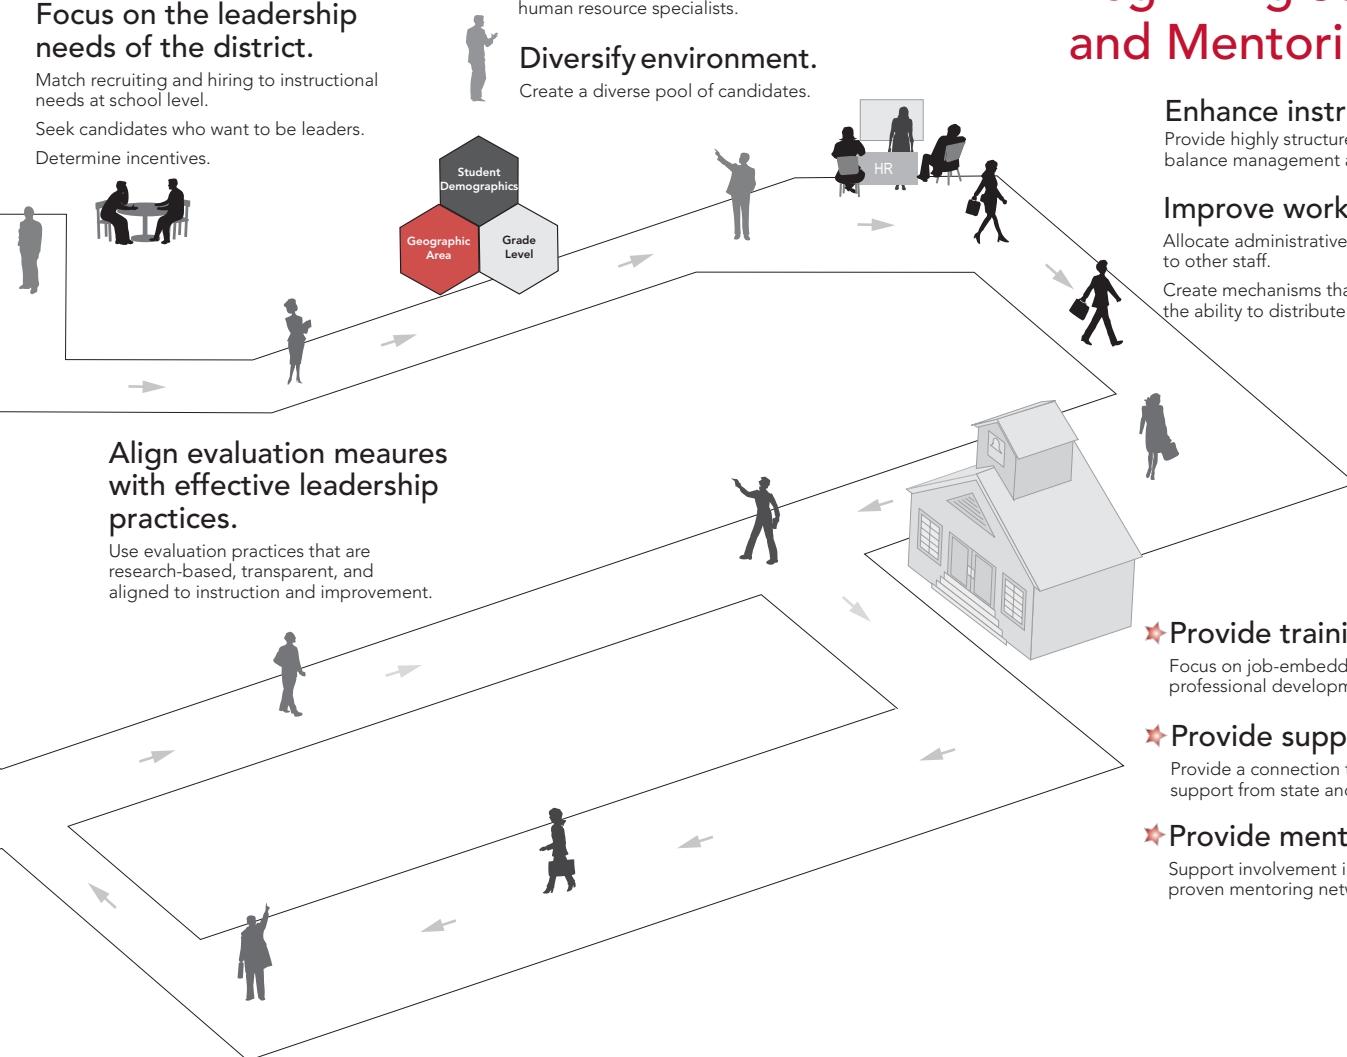 Focus on the leadership
needs of the district.
Match recruiting and hiring to instructional
needs at school level.
Seek candidates who want to be leaders.
Determine incentives.
human resource specialists.
Diversify environment.
Create a diverse pool of candidates.
Student
Demographics
Geographic
Area
Grade
Level
HR
and Mentori
Enhance instr
Provide highly structure
balance management a
Improve work
Allocate administrative
to other staff.
Create mechanisms tha
the ability to distribute
Align evaluation meaures
with effective leadership
practices.
Use evaluation practices that are
research-based, transparent, and
aligned to instruction and improvement.
Provide traini
Focus on job-embedd
professional developm
Provide supp
Provide a connection t
support from state and
Provide ment
Support involvement i
proven mentoring netw